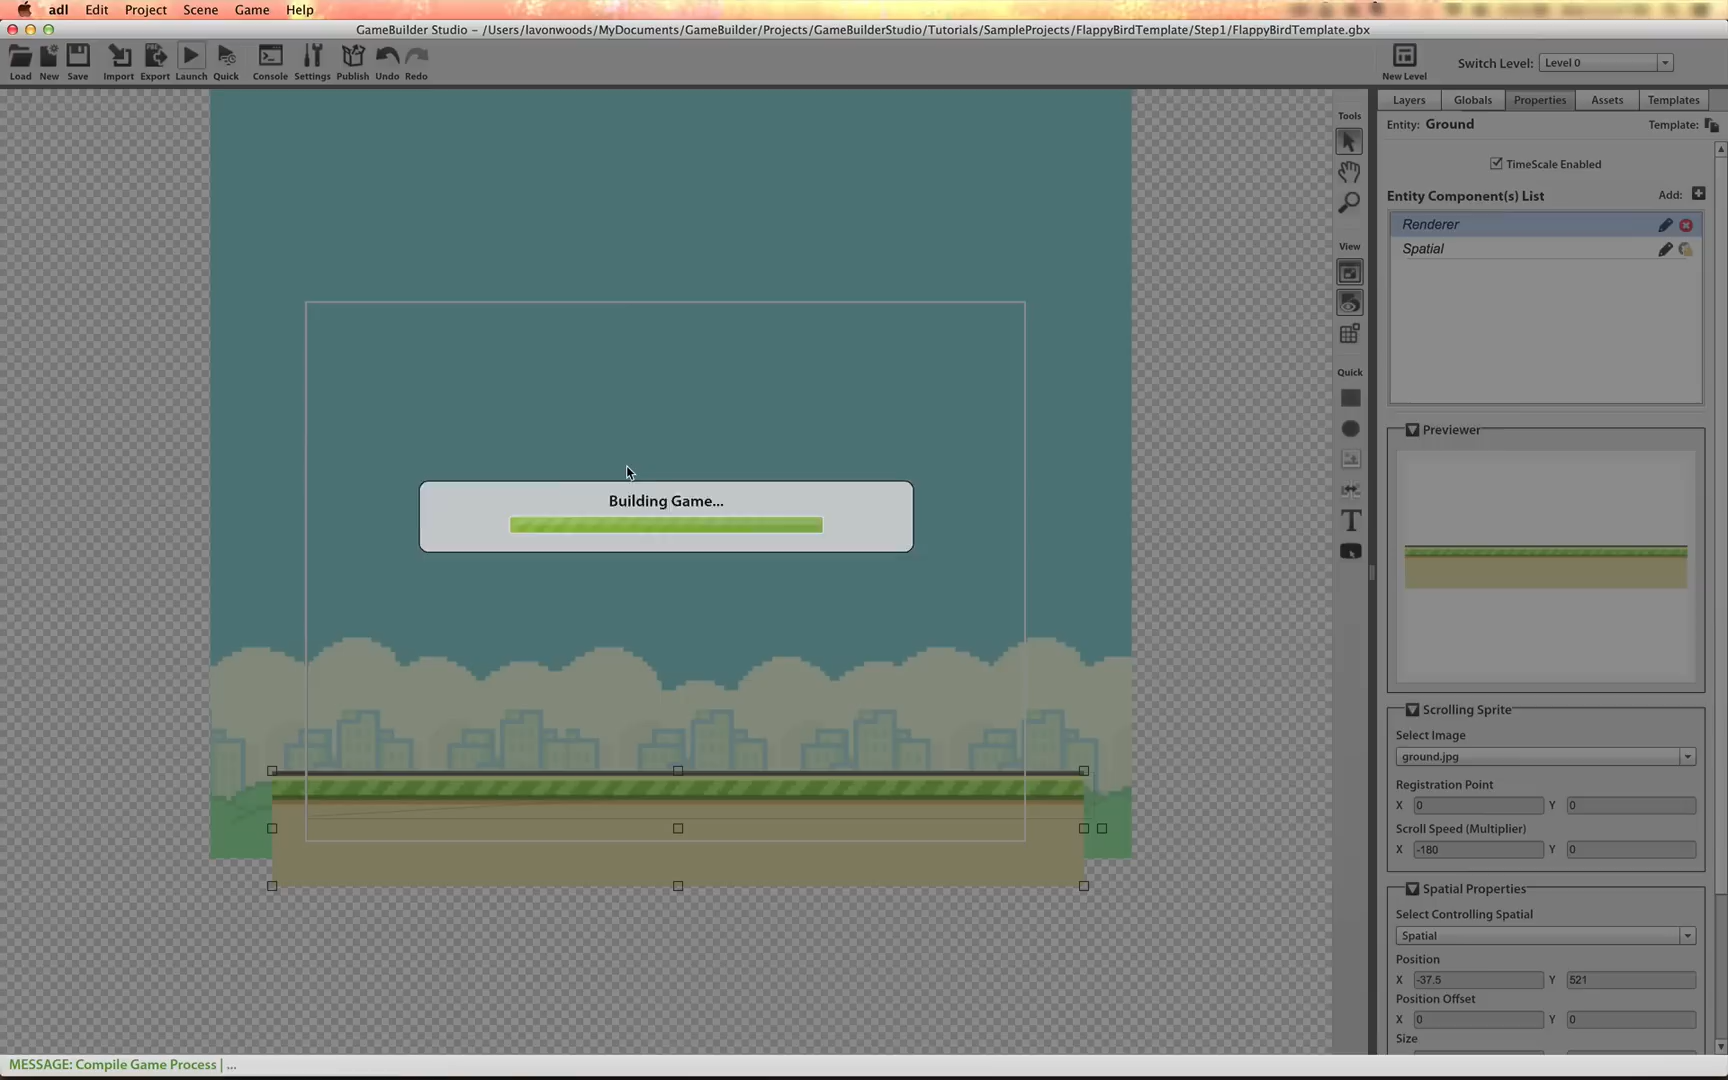 adl Edit Project Scene Game Help
GameBuilder Studio – /Users/lavonwoods/MyDocuments/GameBuilder/Projects/GameBuilderStudio/Tutorials/SampleProjects/FlappyBirdTemplate/Step1/FlappyBirdTemplate.gbx
Load New Save Import Export Launch Quick Console Settings Publish Undo Redo
New Level
Switch Level: Level 0
Layers Globals Properties Assets Templates
Tools
Entity: Ground Template:
TimeScale Enabled
Entity Component(s) List Add:
Renderer
Spatial
View
Quick
T
Previewer
Building Game...
Scrolling Sprite
Select Image
ground.jpg
Registration Point
X 0 Y 0
Scroll Speed (Multiplier)
X -180 Y 0
Spatial Properties
Select Controlling Spatial
Spatial
Position
X -37.5 Y 521
Position Offset
X 0 Y 0
Size
MESSAGE: Compile Game Process | ...